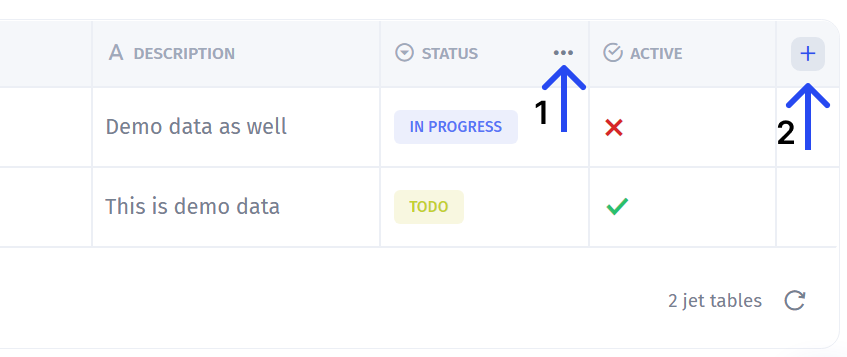 A DESCRIPTION STATUS ••• ACTIVE +
1
Demo data as well IN PROGRESS
2
This is demo data TODO
2 jet tables